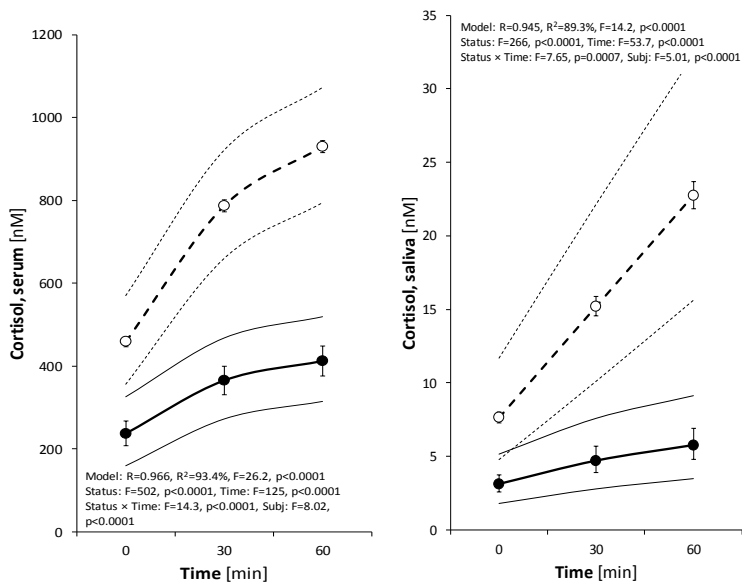 1200
1000
800
600
400
200
0
Cortisol, serum [nM]
Model: R=0.966, R²=93.4%, F=26.2, p<0.0001
Status: F=502, p<0.0001, Time: F=125, p<0.0001
Status × Time: F=14.3, p<0.0001, Subj: F=8.02,
p<0.0001
0 30 60
Time [min]
35
30
25
20
15
10
5
0
Cortisol, saliva [nM]
Model: R=0.945, R²=89.3%, F=14.2, p<0.0001
Status: F=266, p<0.0001, Time: F=53.7, p<0.0001
Status × Time: F=7.65, p=0.0007, Subj: F=5.01, p<0.0001
0 30 60
Time [min]